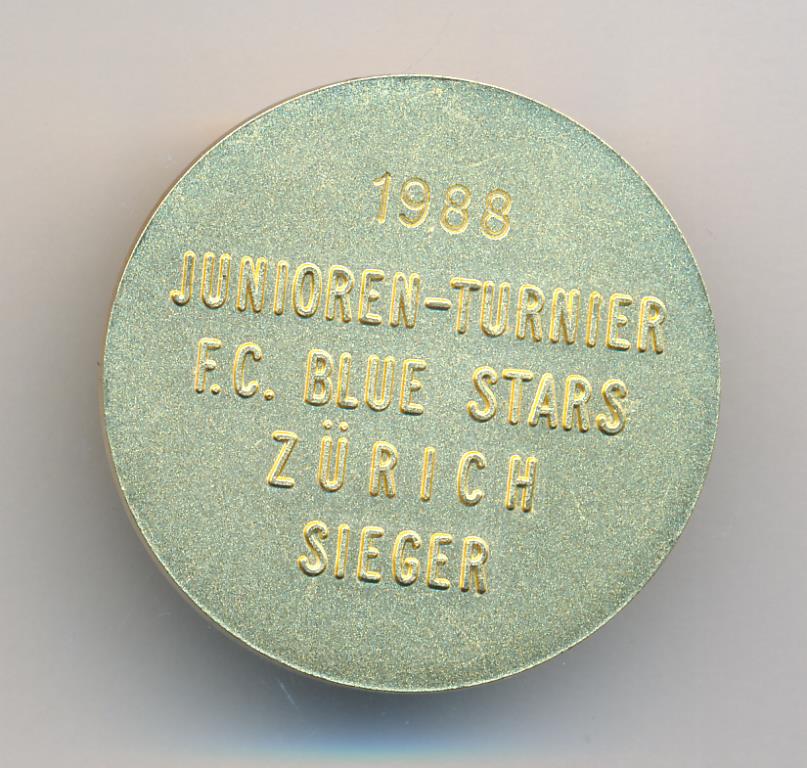 1988
JUNIOREN-TURNIER
F.C. BLUE STARS
ZÜRICH
SIEGER